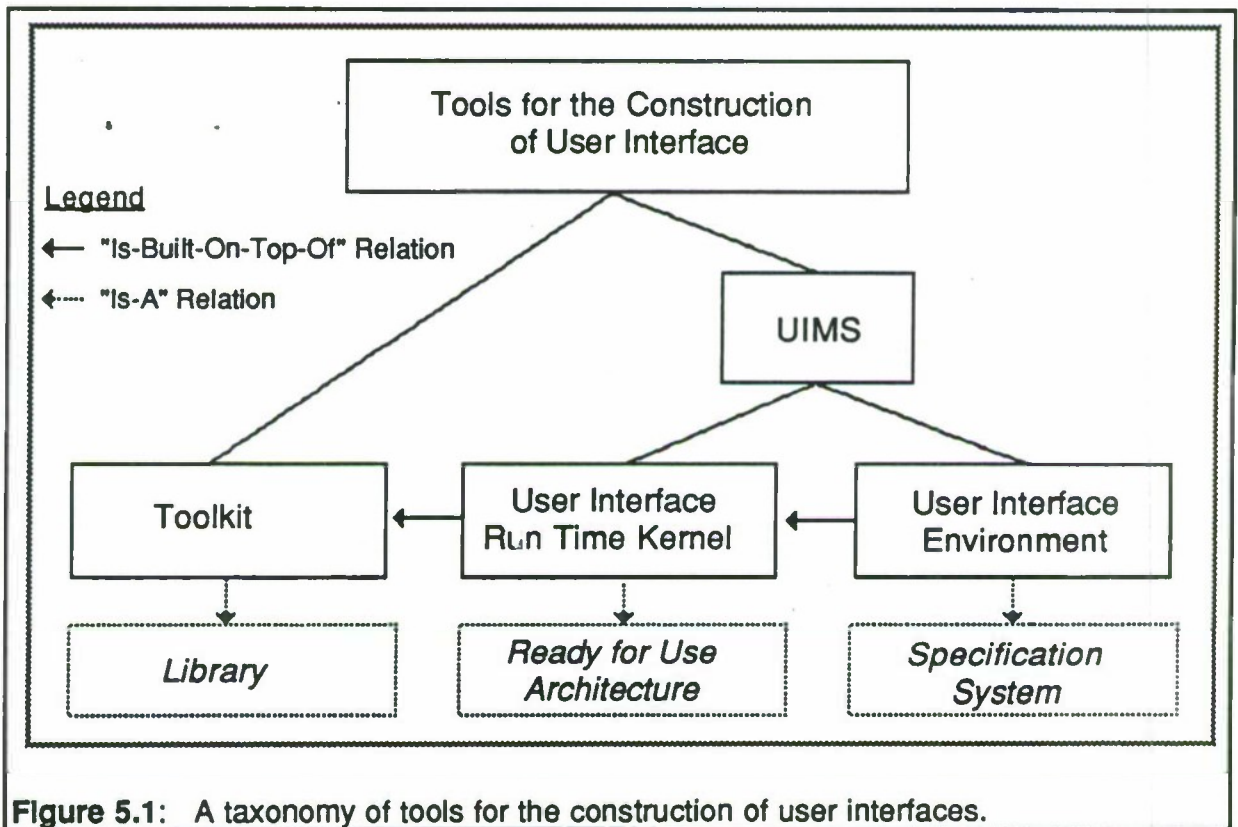 Tools for the Construction
of User Interface
Legend
"Is-Built-On-Top-Of" Relation
"Is-A" Relation
UIMS
Toolkit
User Interface
Run Time Kernel
User Interface
Environment
Library
Ready for Use
Architecture
Specification
System
Figure 5.1: A taxonomy of tools for the construction of user interfaces.